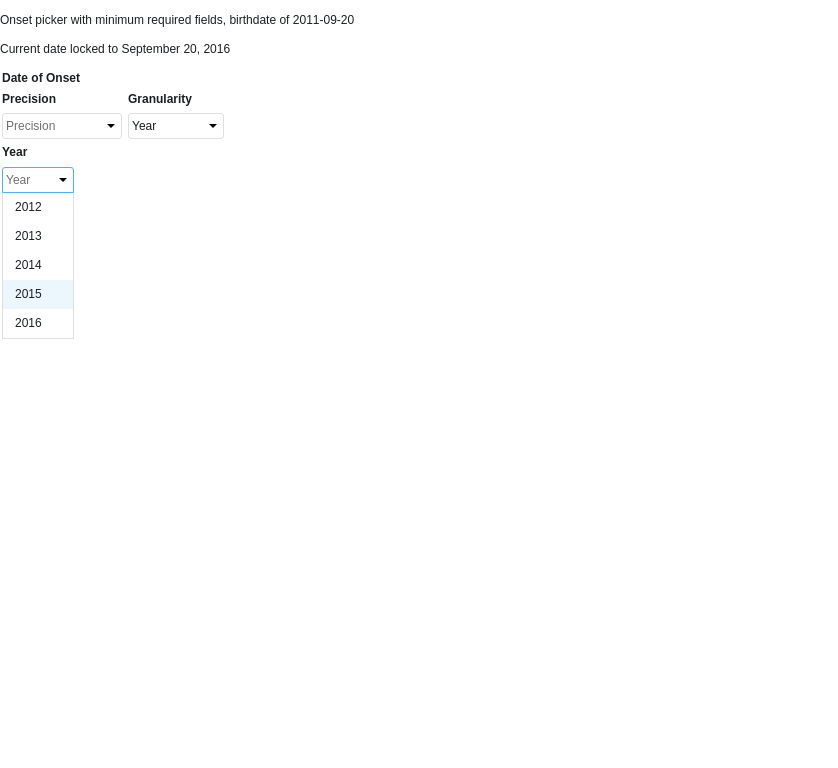 Onset picker with minimum required fields, birthdate of 2011-09-20
Current date locked to September 20, 2016
Date of Onset
Precision Granularity
Precision Year
Year
Year
2012
2013
2014
2015
2016